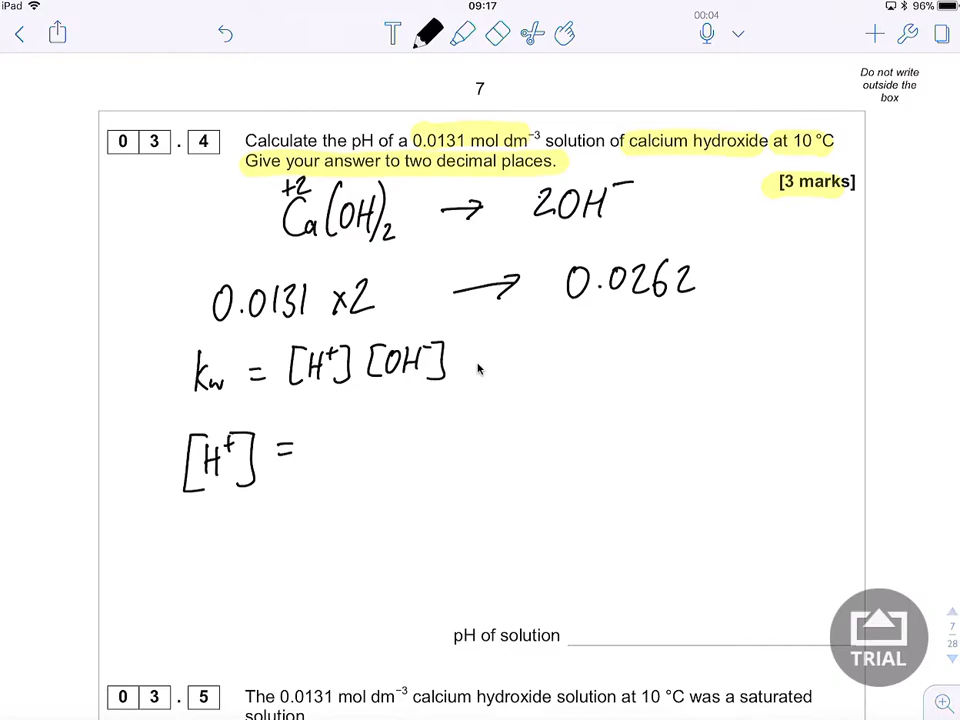 iPad 09:17 96%
00:04
T
7
Do not write
outside the
box
0 3 . 4 Calculate the pH of a 0.0131 mol dm⁻³ solution of calcium hydroxide at 10 °C
Give your answer to two decimal places.
[3 marks]
+2
Ca(OH)₂ → 2OH⁻
0.0131 ×2 → 0.0262
kw = [H⁺] [OH⁻]
[H⁺] =
pH of solution
TRIAL
7
28
0 3 . 5 The 0.0131 mol dm⁻³ calcium hydroxide solution at 10 °C was a saturated
solution.